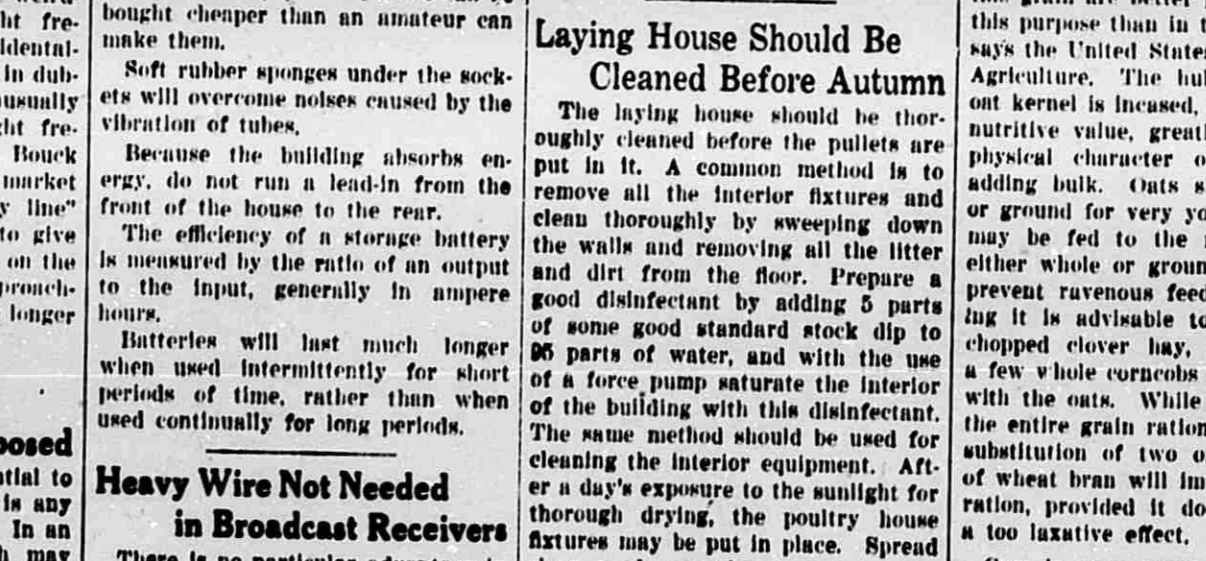 ht fre-
in dub-
unusually
ht fre-
Bouck
market
y line"
to give
on the
longer
posed
is any
In an
may
bought cheaper than an amateur can
make them.
Soft rubber sponges under the sock-
ets will overcome noises caused by the
vibration of tubes.
Because the building absorbs en-
ergy, do not run a lead-in from the
front of the house to the rear.
The efficiency of a storage battery
is measured by the ratio of an output
to the input, generally in ampere
hours.
Batteries will last much longer
when used intermittently for short
periods of time, rather than when
used continually for long periods.
Heavy Wire Not Needed
in Broadcast Receivers
There is no particular
Laying House Should Be
Cleaned Before Autumn
The laying house should be thor-
oughly cleaned before the pullets are
put in it. A common method is to
remove all the interior fixtures and
clean thoroughly by sweeping down
the walls and removing all the litter
and dirt from the floor. Prepare a
good disinfectant by adding 5 parts
of some good standard stock dip to
95 parts of water, and with the use
of a force pump saturate the interior
of the building with this disinfectant.
The same method should be used for
cleaning the interior equipment. Aft-
er a day's exposure to the sunlight for
thorough drying, the poultry house
fixtures may be put in place. Spread
this purpose than in
says the United State
Agriculture. The hu
oat kernel is incased,
nutritive value, greatl
physical character o
adding bulk. Oats s
or ground for very yo
may be fed to the
either whole or groun
prevent ravenous feed
ing it is advisable to
chopped clover hay,
a few whole corncobs
with the oats. While
the entire grain ration
substitution of two o
of wheat bran will im
ration, provided it do
a too laxative effect.